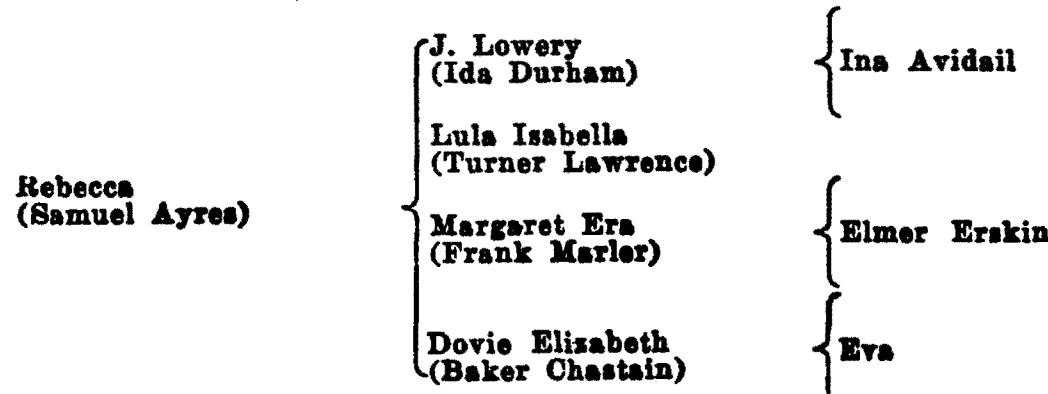 J. Lowery
(Ida Durham)
Ina Avidail
Lula Isabella
(Turner Lawrence)
Rebecca
(Samuel Ayres)
Margaret Era
(Frank Marler)
Elmer Erskin
Dovie Elizabeth
(Baker Chastain)
Eva